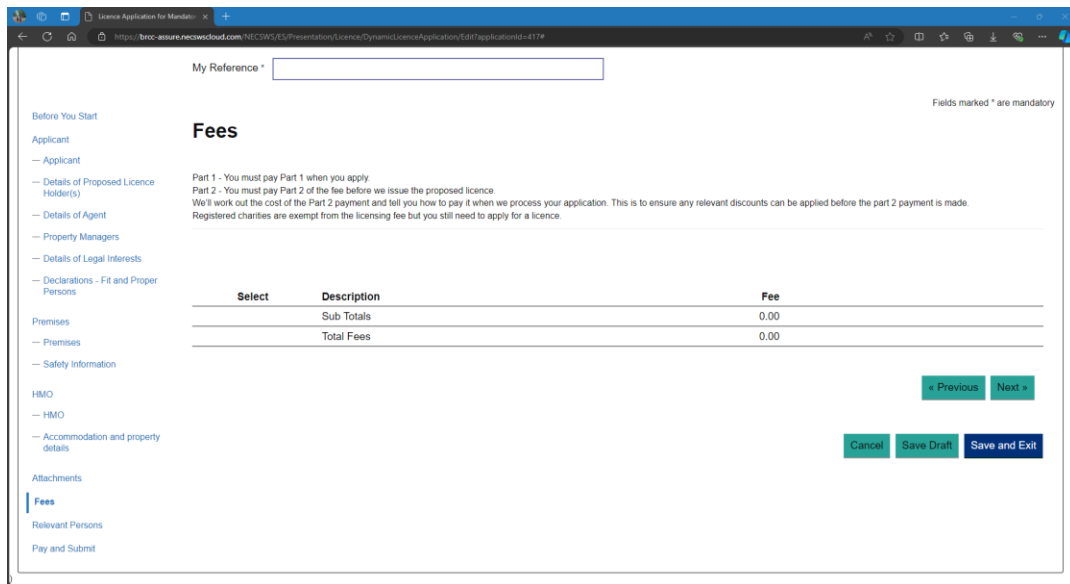 Licence Application for Mandator
https://brcc-assure.necswscloud.com/NECSWS/ES/Presentation/Licence/DynamicLicenceApplication/Edit?applicationId=417#
My Reference *
Fields marked * are mandatory
Before You Start
Applicant
— Applicant
— Details of Proposed Licence
Holder(s)
— Details of Agent
— Property Managers
— Details of Legal Interests
— Declarations - Fit and Proper
Persons
Premises
— Premises
— Safety Information
HMO
— HMO
— Accommodation and property
details
Attachments
Fees
Relevant Persons
Pay and Submit
Fees
Part 1 - You must pay Part 1 when you apply.
Part 2 - You must pay Part 2 of the fee before we issue the proposed licence.
We'll work out the cost of the Part 2 payment and tell you how to pay it when we process your application. This is to ensure any relevant discounts can be applied before the part 2 payment is made.
Registered charities are exempt from the licensing fee but you still need to apply for a licence.
Select Description Fee
Sub Totals 0.00
Total Fees 0.00
« Previous Next »
Cancel Save Draft Save and Exit